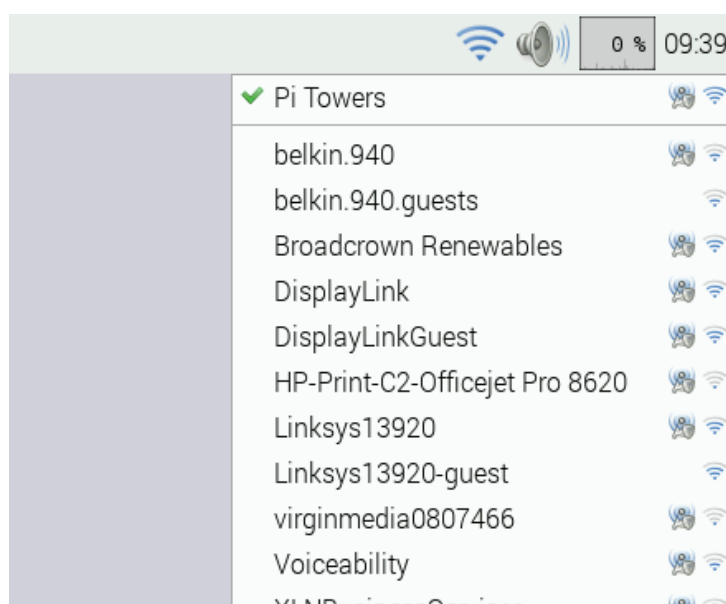 0 % 09:39
Pi Towers
belkin.940
belkin.940.guests
Broadcrown Renewables
DisplayLink
DisplayLinkGuest
HP-Print-C2-Officejet Pro 8620
Linksys13920
Linksys13920-guest
virginmedia0807466
Voiceability